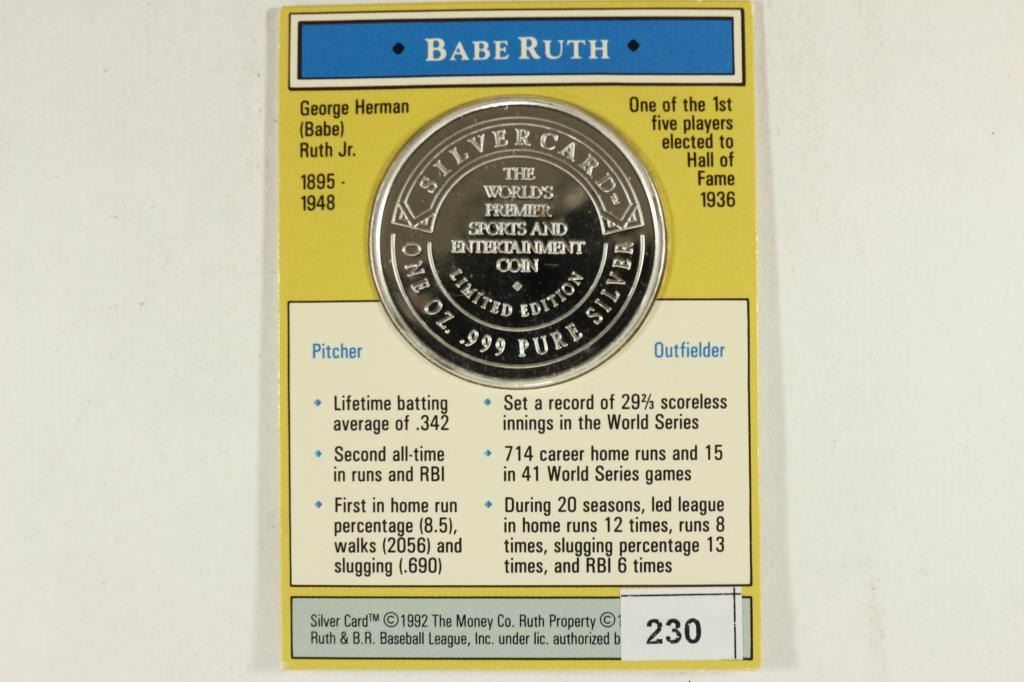 • BABE RUTH •
George Herman
(Babe)
Ruth Jr.
1895 -
1948
One of the 1st
five players
elected to
Hall of
Fame
1936
SILVERCARD™
THE
WORLD'S
PREMIER
SPORTS AND
ENTERTAINMENT
COIN
LIMITED EDITION
ONE OZ. .999 PURE SILVER
Pitcher
Outfielder
• Lifetime batting
average of .342
• Second all-time
in runs and RBI
• First in home run
percentage (8.5),
walks (2056) and
slugging (.690)
• Set a record of 29⅔ scoreless
innings in the World Series
• 714 career home runs and 15
in 41 World Series games
• During 20 seasons, led league
in home runs 12 times, runs 8
times, slugging percentage 13
times, and RBI 6 times
Silver Card™ ©1992 The Money Co. Ruth Property ©
Ruth & B.R. Baseball League, Inc. under lic. authorized
230